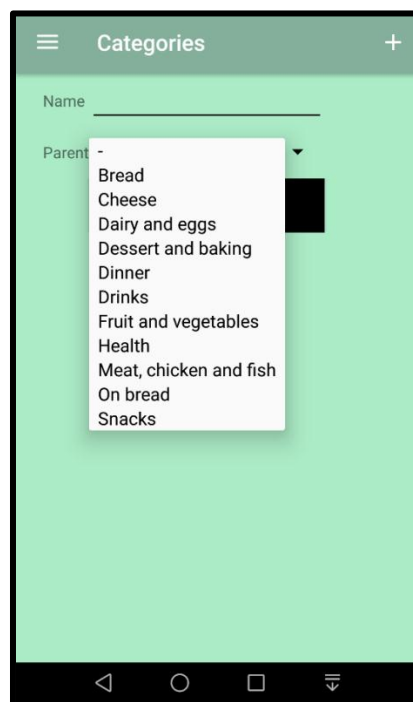 Categories
Name
Parent
-
Bread
Cheese
Dairy and eggs
Dessert and baking
Dinner
Drinks
Fruit and vegetables
Health
Meat, chicken and fish
On bread
Snacks